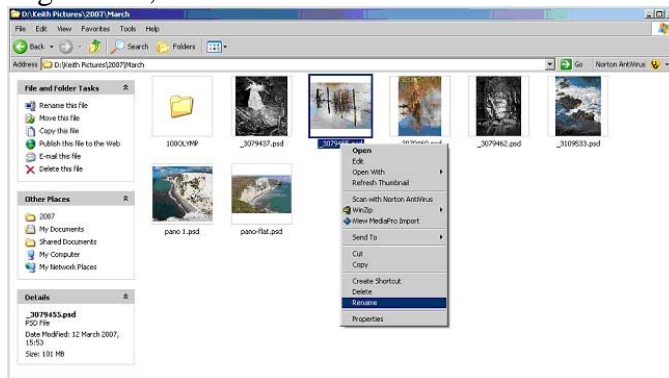 D:\Keith Pictures\2007\March
File Edit View Favorites Tools Help
Back Search Folders
Address D:\Keith Pictures\2007\March Go Norton AntiVirus
File and Folder Tasks
Rename this file
Move this file
Copy this file
Publish this file to the Web
E-mail this file
Delete this file
Other Places
2007
My Documents
Shared Documents
My Computer
My Network Places
Details
_3079455.psd
PSD File
Date Modified: 12 March 2007,
15:53
Size: 101 MB
100OLYMP
_3079437.psd
_3079462.psd
_3109533.psd
pano 1.psd
pano-flat.psd
Open
Edit
Open With
Refresh Thumbnail
Scan with Norton AntiVirus
WinZip
iView MediaPro Import
Send To
Cut
Copy
Create Shortcut
Delete
Rename
Properties